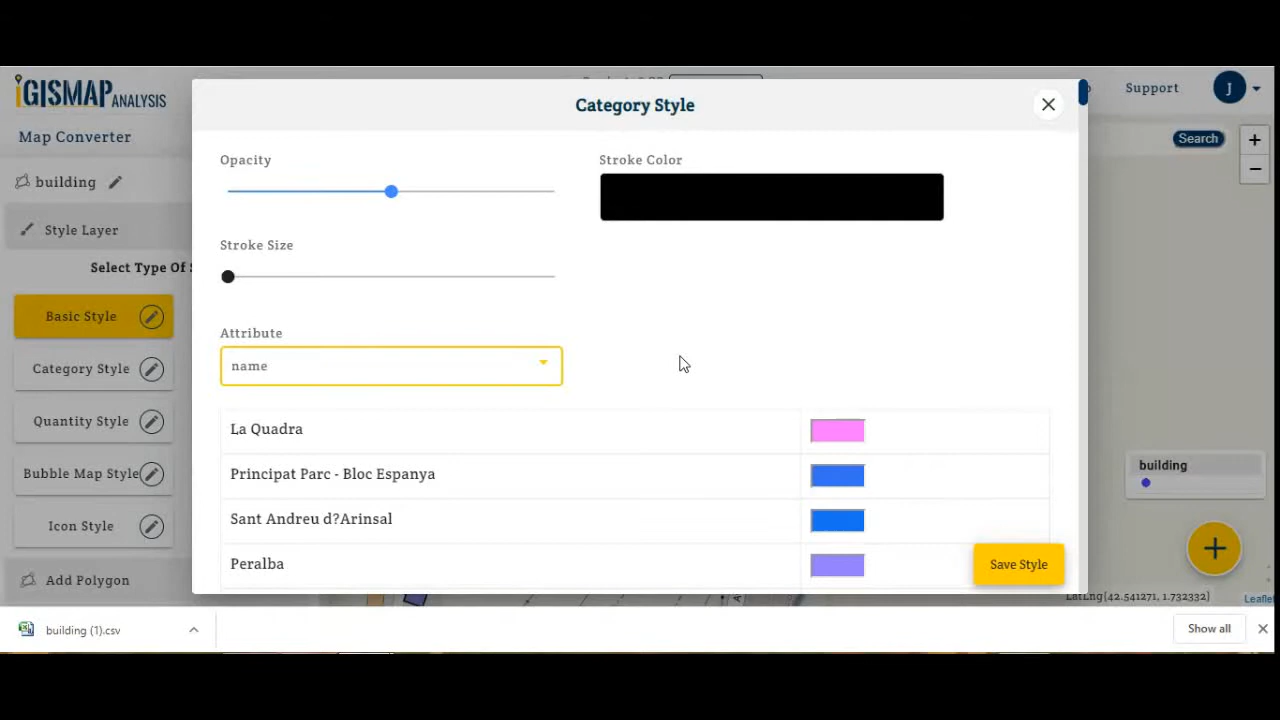 iGISMAP ANALYSIS
Support
J
Map Converter
Search
+
−
building
Style Layer
Select Type Of
Basic Style
Category Style
Quantity Style
Bubble Map Style
Icon Style
Add Polygon
Category Style
Opacity
Stroke Color
Stroke Size
Attribute
name
La Quadra
Principat Parc - Bloc Espanya
Sant Andreu d?Arinsal
Peralba
Save Style
building
+
LatLng(42.541271, 1.732332)
Leaflet
building (1).csv
Show all